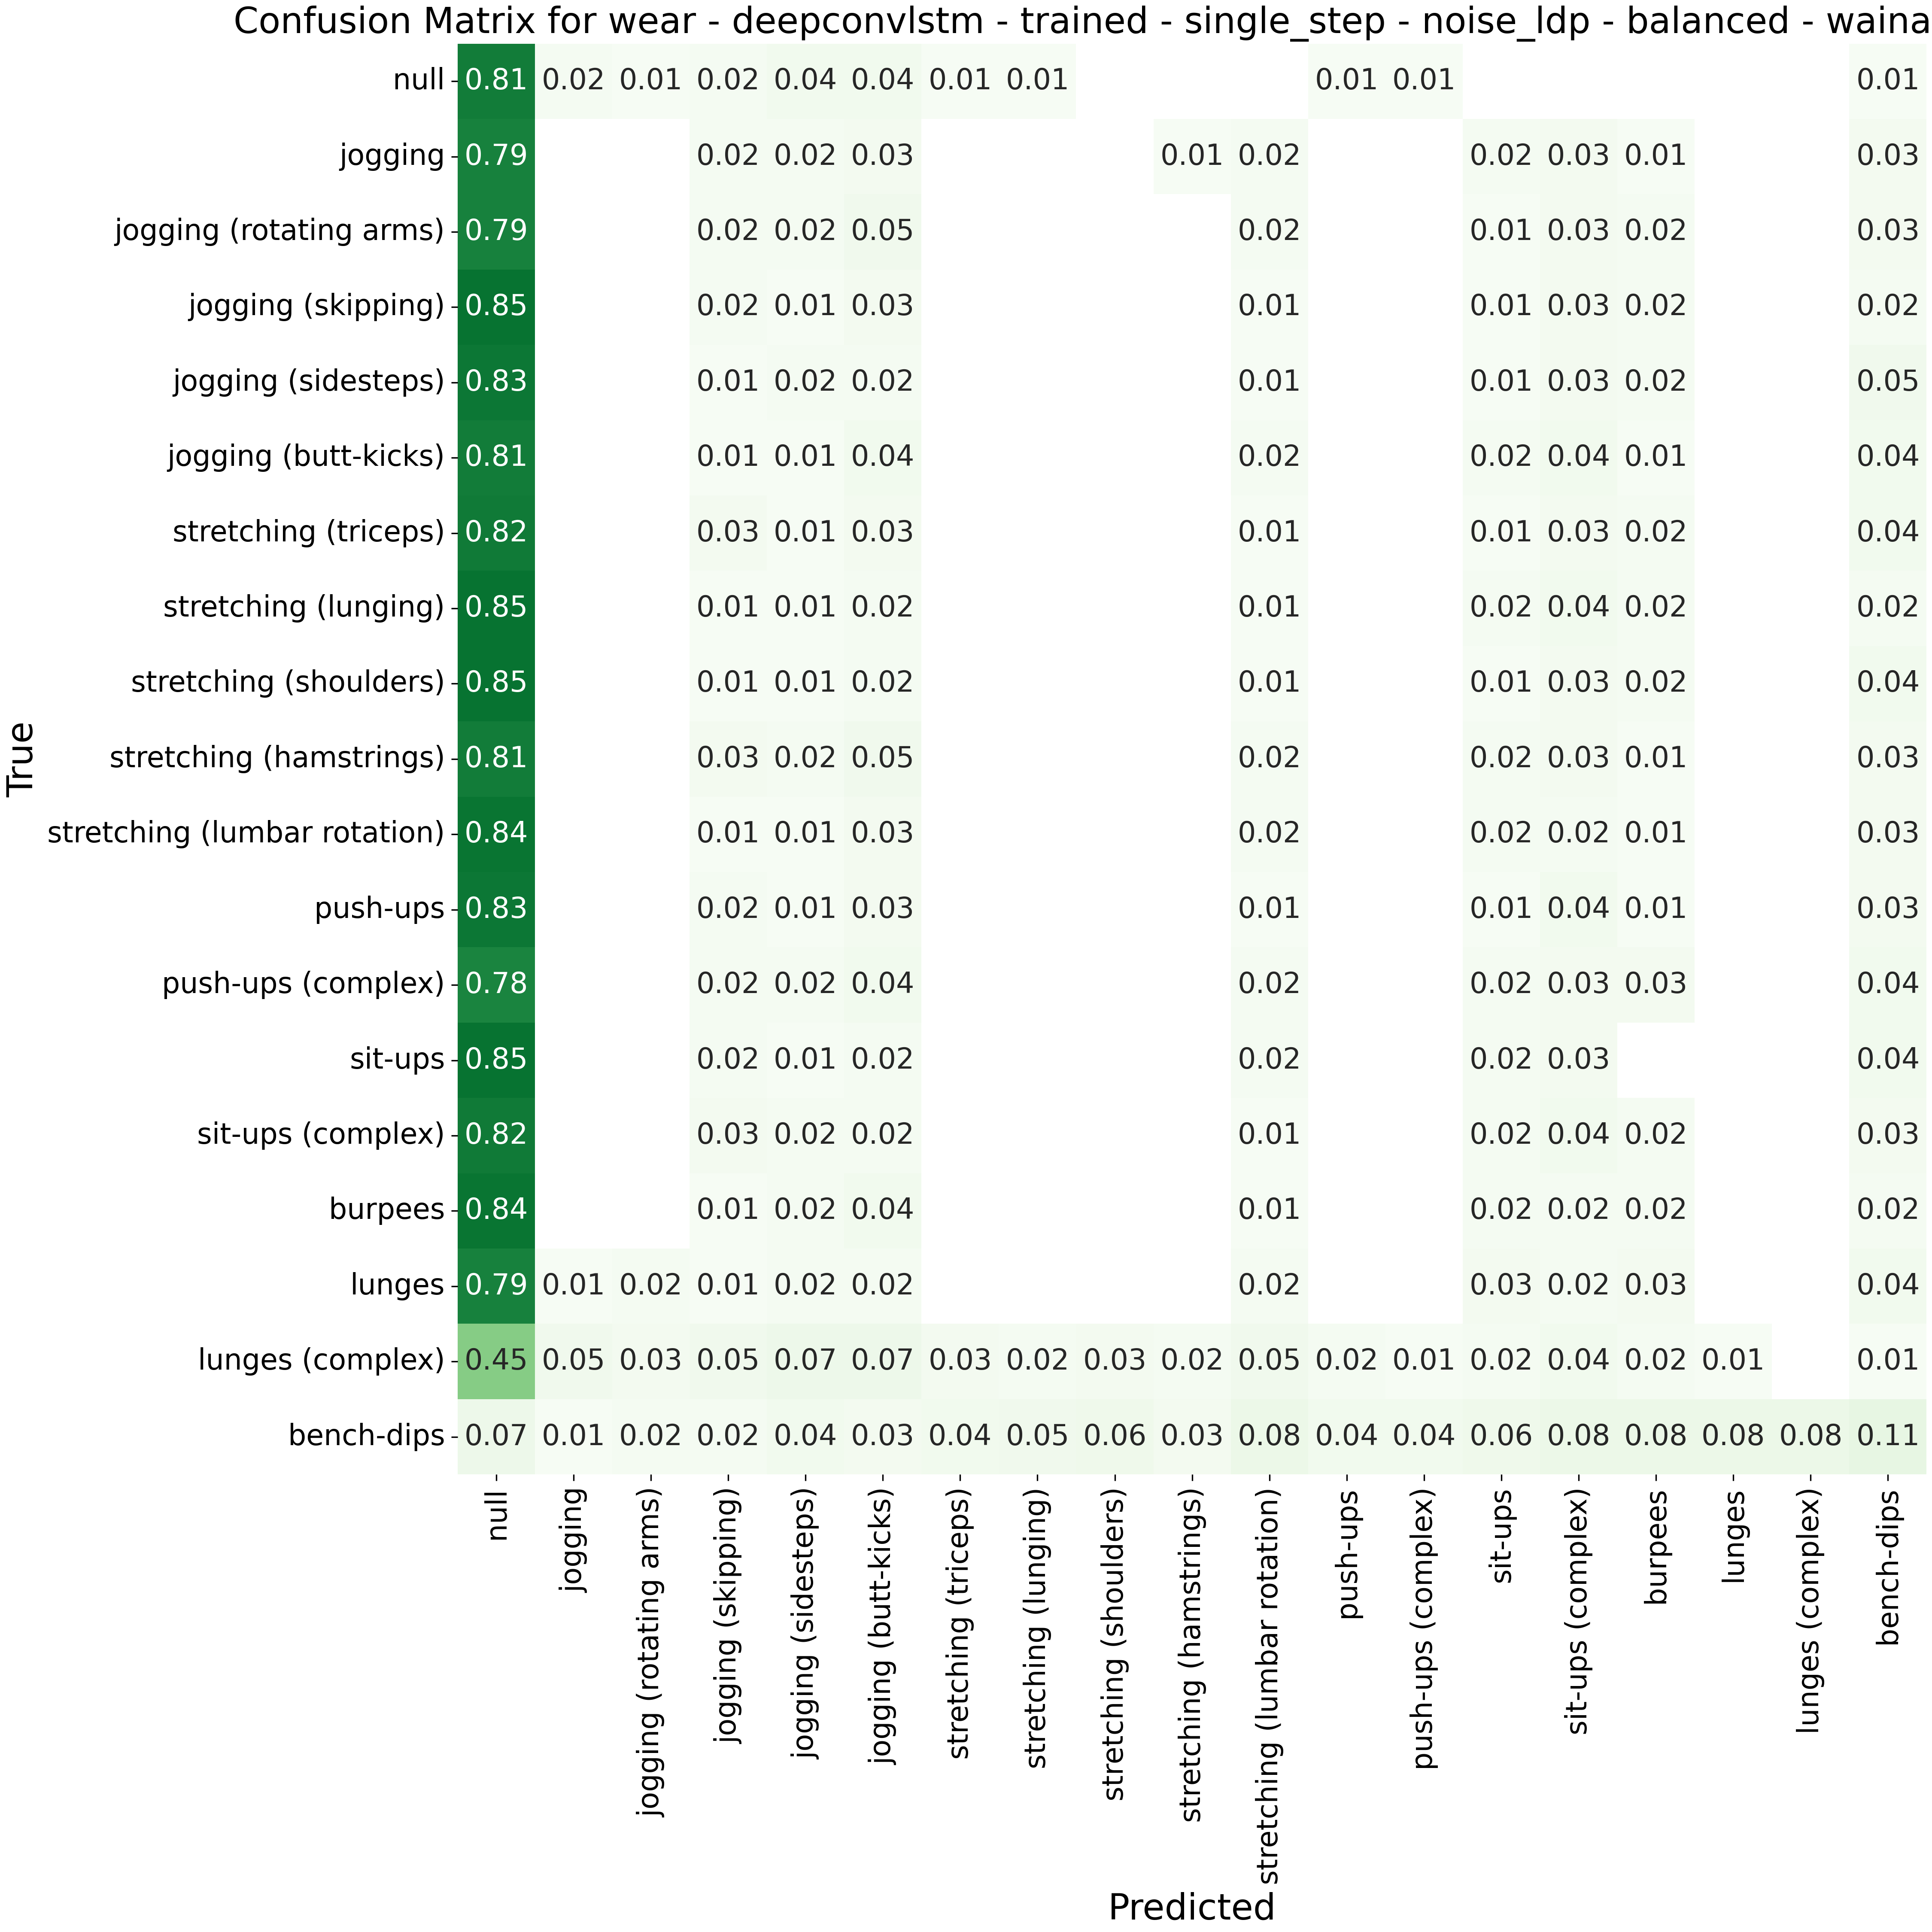 Confusion Matrix for wear - deepconvlstm - trained - single_step - noise_ldp - balanced - waina
True
null 0.81 0.02 0.01 0.02 0.04 0.04 0.01 0.01 0.01 0.01 0.01
jogging 0.79 0.02 0.02 0.03 0.01 0.02 0.02 0.03 0.01 0.03
jogging (rotating arms) 0.79 0.02 0.02 0.05 0.02 0.01 0.03 0.02 0.03
jogging (skipping) 0.85 0.02 0.01 0.03 0.01 0.01 0.03 0.02 0.02
jogging (sidesteps) 0.83 0.01 0.02 0.02 0.01 0.01 0.03 0.02 0.05
jogging (butt-kicks) 0.81 0.01 0.01 0.04 0.02 0.02 0.04 0.01 0.04
stretching (triceps) 0.82 0.03 0.01 0.03 0.01 0.01 0.03 0.02 0.04
stretching (lunging) 0.85 0.01 0.01 0.02 0.01 0.02 0.04 0.02 0.02
stretching (shoulders) 0.85 0.01 0.01 0.02 0.01 0.01 0.03 0.02 0.04
stretching (hamstrings) 0.81 0.03 0.02 0.05 0.02 0.02 0.03 0.01 0.03
stretching (lumbar rotation) 0.84 0.01 0.01 0.03 0.02 0.02 0.02 0.01 0.03
push-ups 0.83 0.02 0.01 0.03 0.01 0.01 0.04 0.01 0.03
push-ups (complex) 0.78 0.02 0.02 0.04 0.02 0.02 0.03 0.03 0.04
sit-ups 0.85 0.02 0.01 0.02 0.02 0.02 0.03 0.04
sit-ups (complex) 0.82 0.03 0.02 0.02 0.01 0.02 0.04 0.02 0.03
burpees 0.84 0.01 0.02 0.04 0.01 0.02 0.02 0.02 0.02
lunges 0.79 0.01 0.02 0.01 0.02 0.02 0.02 0.03 0.02 0.03 0.04
lunges (complex) 0.45 0.05 0.03 0.05 0.07 0.07 0.03 0.02 0.03 0.02 0.05 0.02 0.01 0.02 0.04 0.02 0.01 0.01
bench-dips 0.07 0.01 0.02 0.02 0.04 0.03 0.04 0.05 0.06 0.03 0.08 0.04 0.04 0.06 0.08 0.08 0.08 0.08 0.11
null
jogging
jogging (rotating arms)
jogging (skipping)
jogging (sidesteps)
jogging (butt-kicks)
stretching (triceps)
stretching (lunging)
stretching (shoulders)
stretching (hamstrings)
stretching (lumbar rotation)
push-ups
push-ups (complex)
sit-ups
sit-ups (complex)
burpees
lunges
lunges (complex)
bench-dips
Predicted